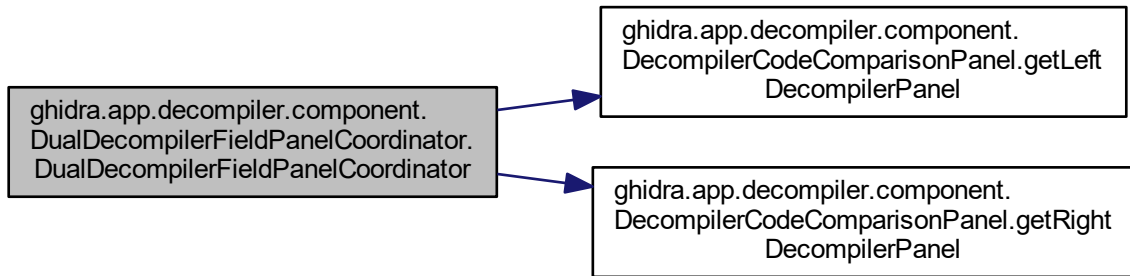 ghidra.app.decompiler.component.
DualDecompilerFieldPanelCoordinator.
DualDecompilerFieldPanelCoordinator
ghidra.app.decompiler.component.
DecompilerCodeComparisonPanel.getLeft
DecompilerPanel
ghidra.app.decompiler.component.
DecompilerCodeComparisonPanel.getRight
DecompilerPanel